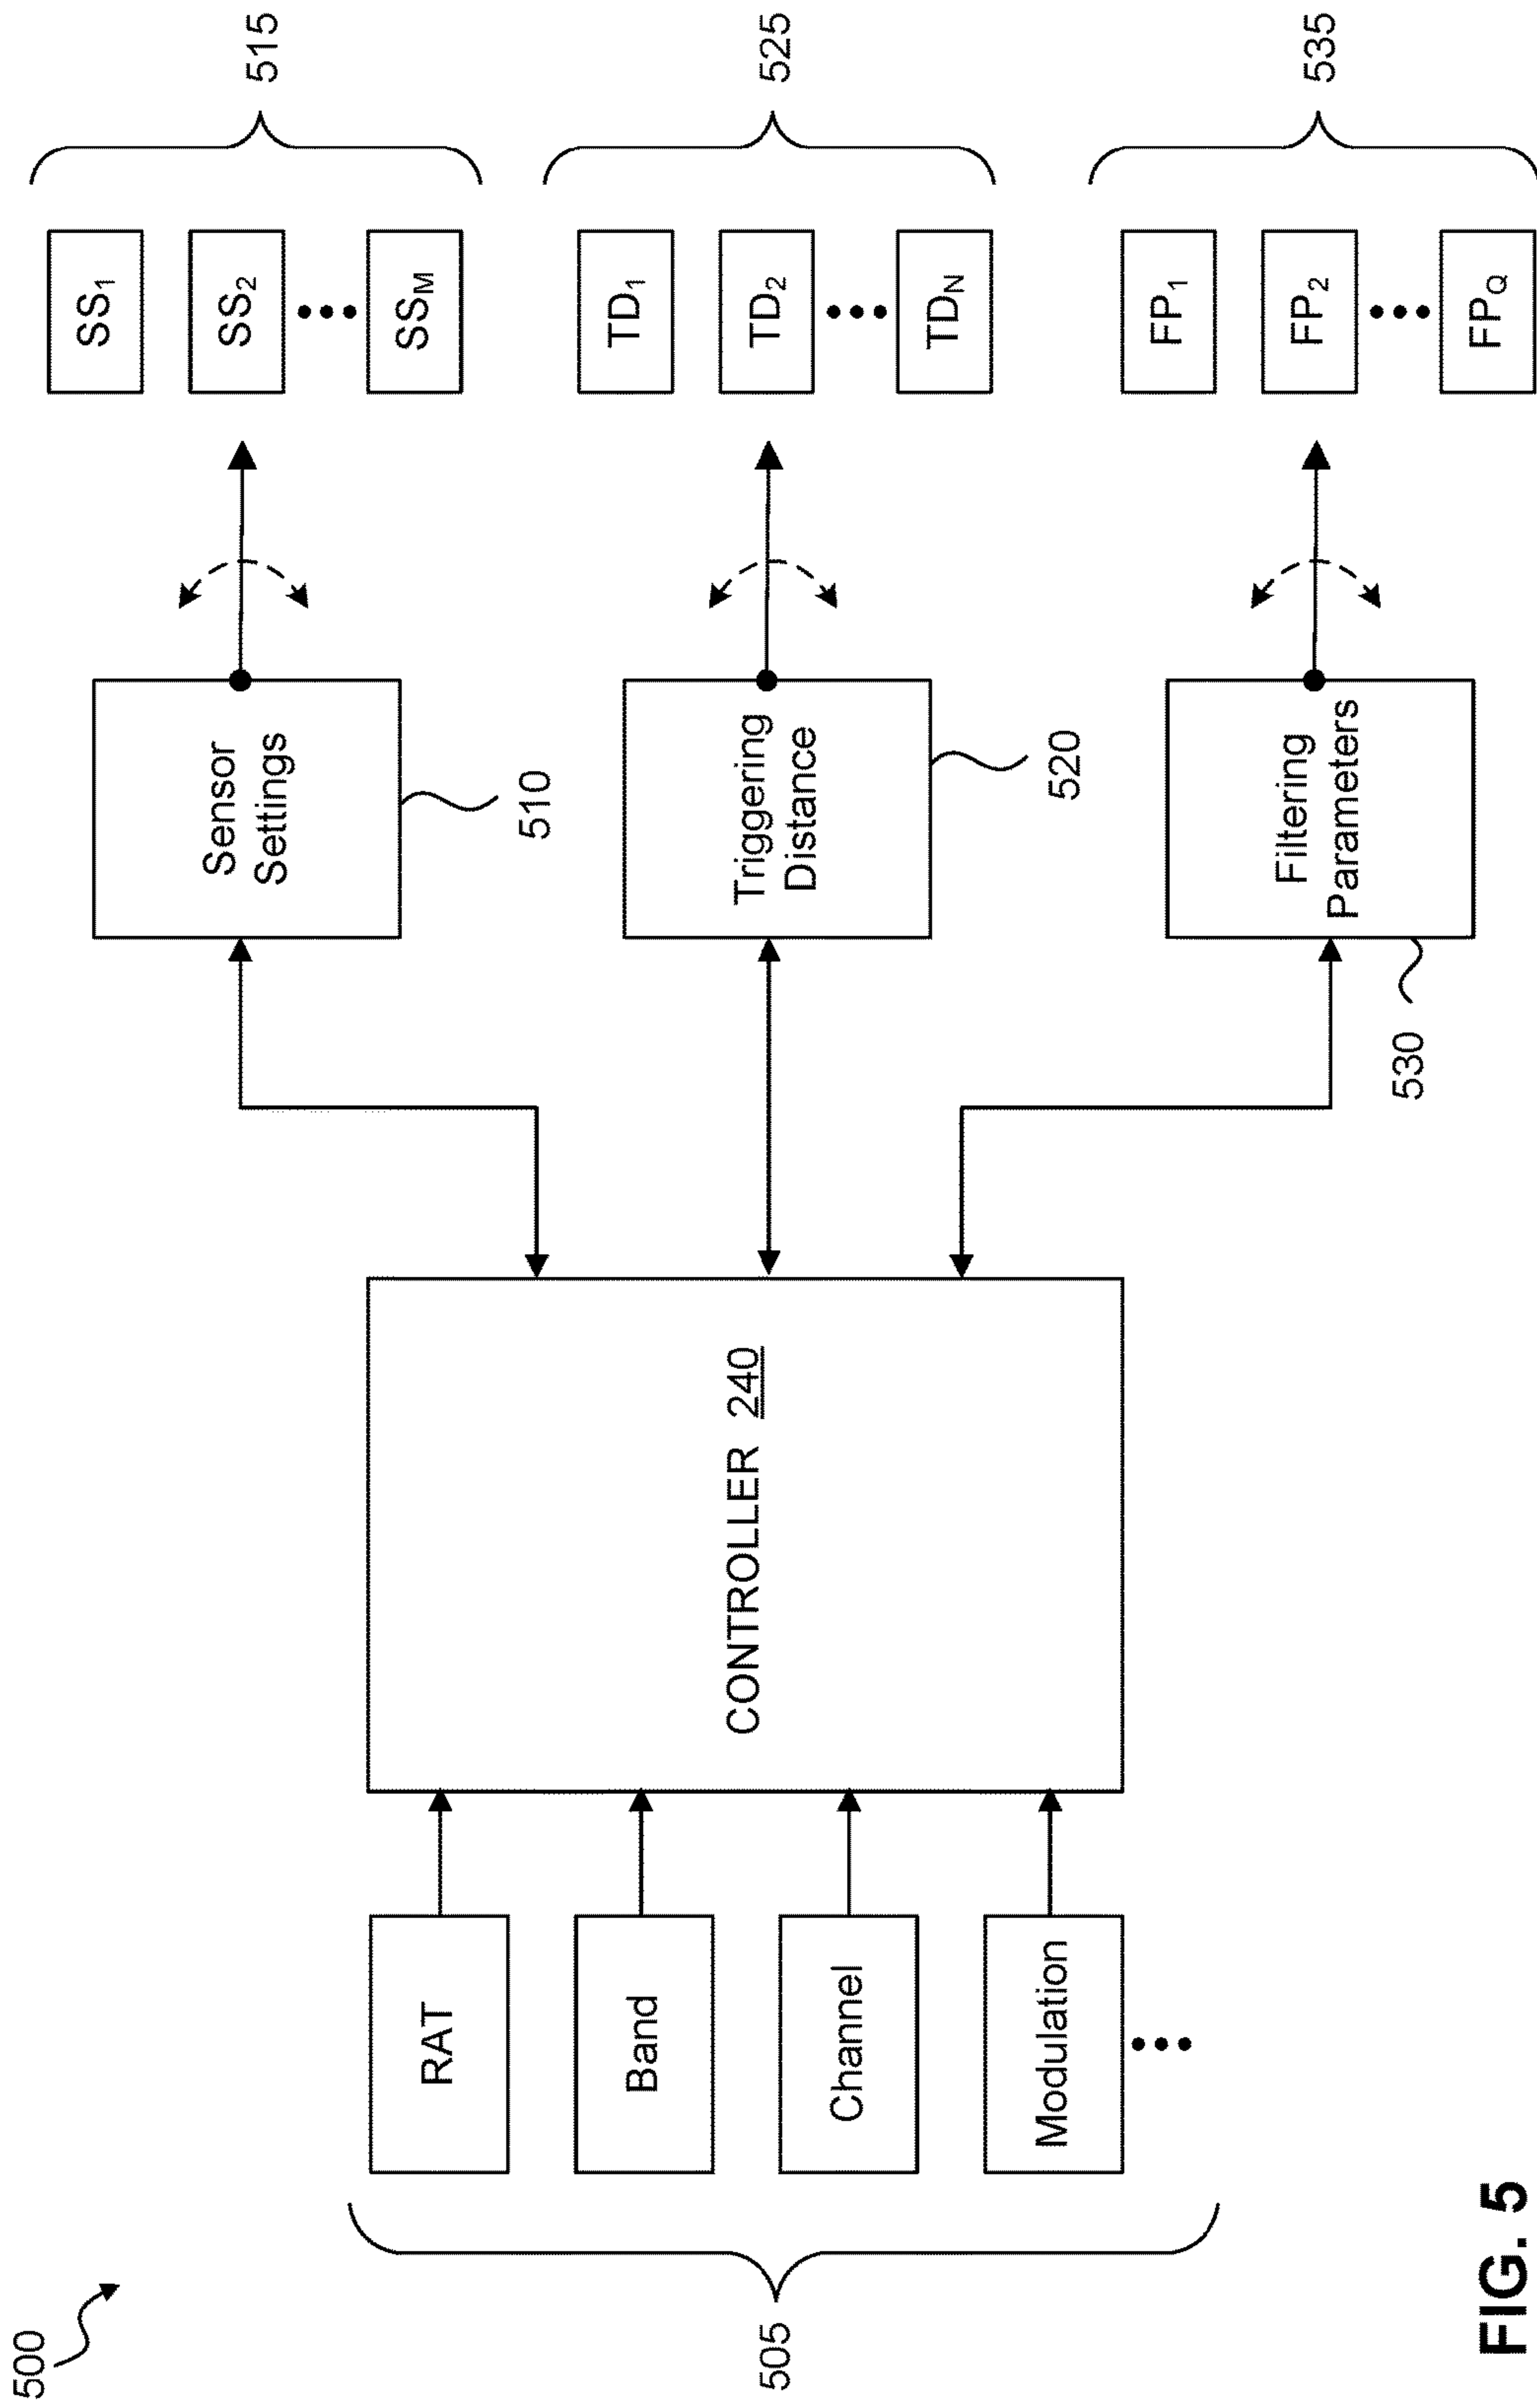 500
505
RAT
Band
Channel
Modulation
CONTROLLER 240
Sensor
Settings
510
Triggering
Distance
520
Filtering
Parameters
530
SS1
SS2
SSM
515
TD1
TD2
TDN
525
FP1
FP2
FPQ
535
FIG. 5